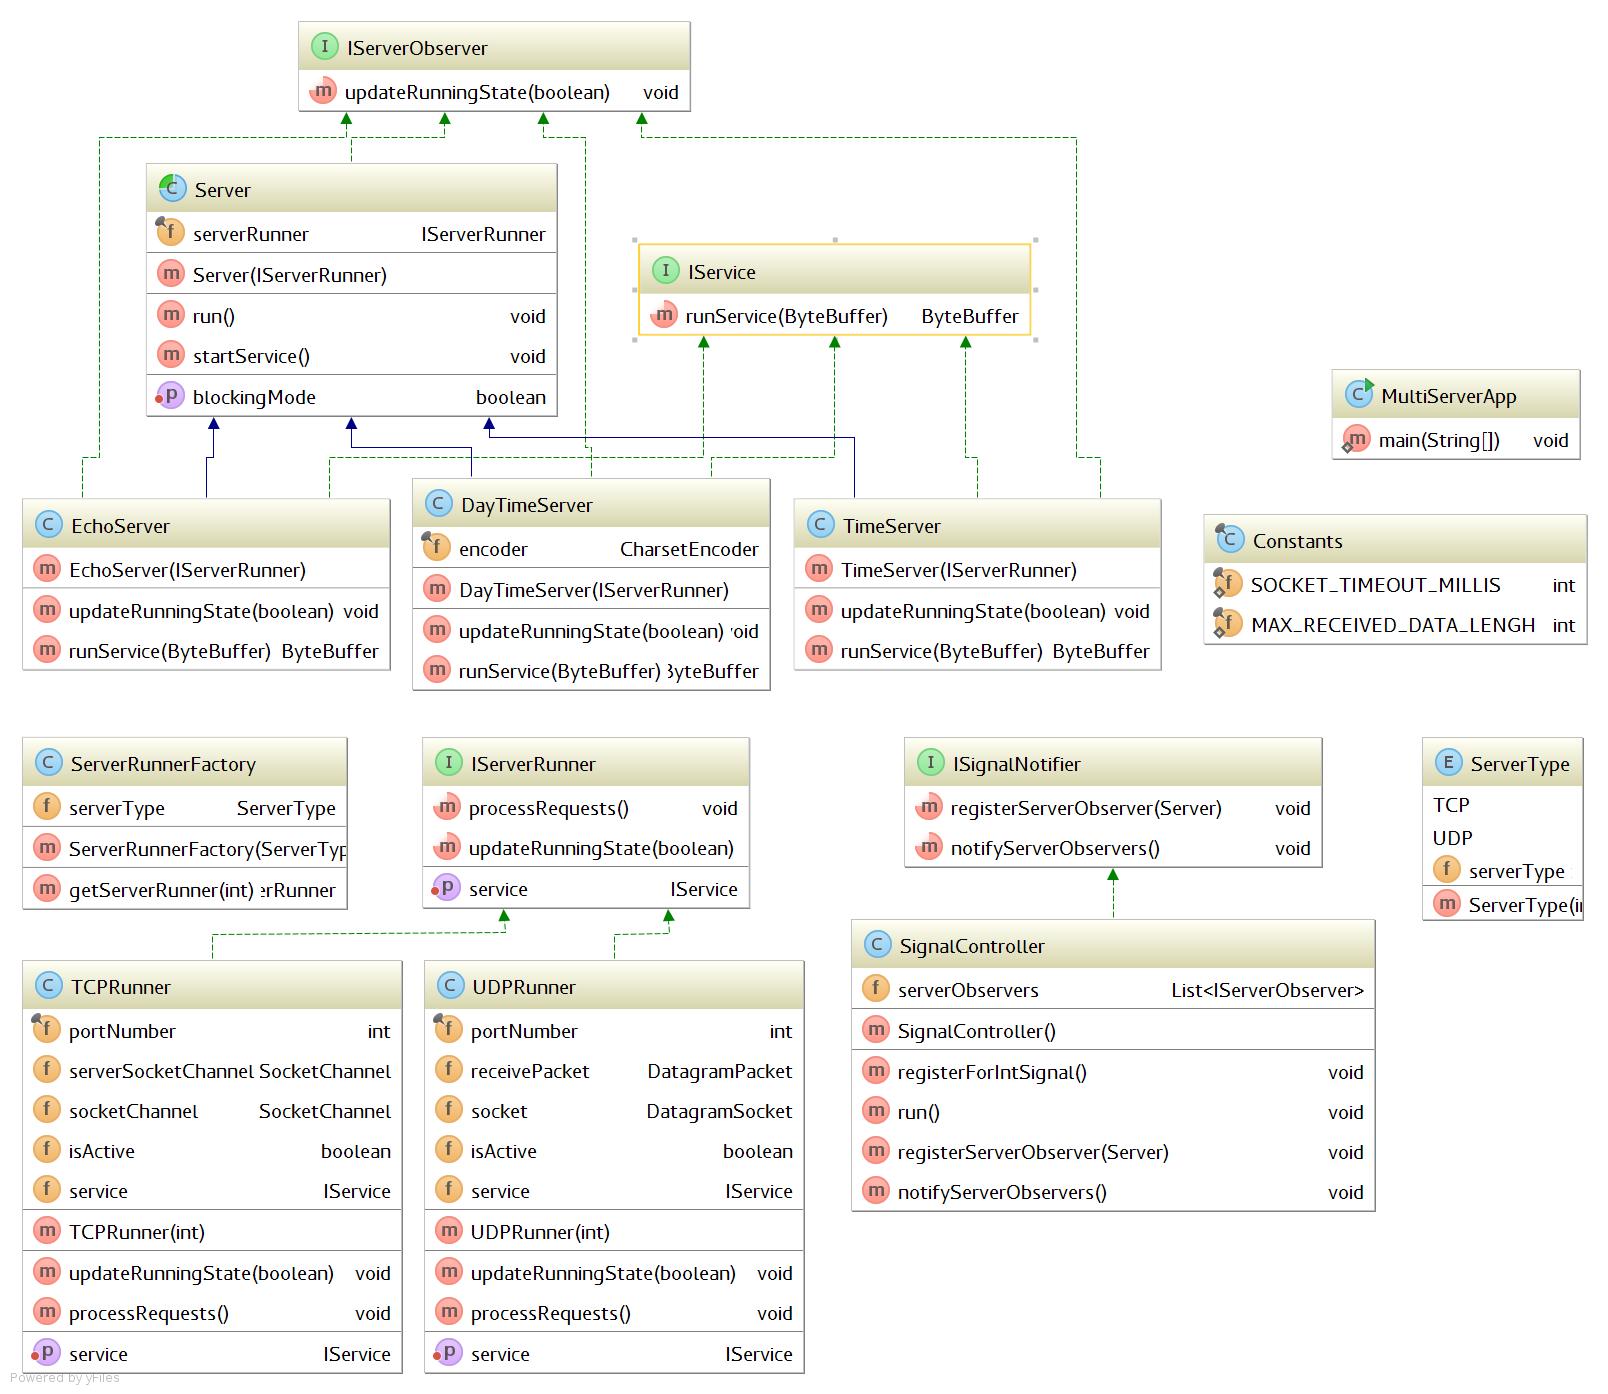 I IServerObserver
m updateRunningState(boolean) void
C Server
f serverRunner IServerRunner
m Server(IServerRunner)
m run() void
m startService() void
p blockingMode boolean
I IService
m runService(ByteBuffer) ByteBuffer
C MultiServerApp
m main(String[]) void
C EchoServer
m EchoServer(IServerRunner)
m updateRunningState(boolean) void
m runService(ByteBuffer) ByteBuffer
C DayTimeServer
f encoder CharsetEncoder
m DayTimeServer(IServerRunner)
m updateRunningState(boolean) void
m runService(ByteBuffer) ByteBuffer
C TimeServer
m TimeServer(IServerRunner)
m updateRunningState(boolean) void
m runService(ByteBuffer) ByteBuffer
C Constants
f SOCKET_TIMEOUT_MILLIS int
f MAX_RECEIVED_DATA_LENGH int
C ServerRunnerFactory
f serverType ServerType
m ServerRunnerFactory(ServerTyp
m getServerRunner(int) erRunner
I IServerRunner
m processRequests() void
m updateRunningState(boolean)
p service IService
I ISignalNotifier
m registerServerObserver(Server) void
m notifyServerObservers() void
E ServerType
TCP
UDP
f serverType
m ServerType(in
C TCPRunner
f portNumber int
f serverSocketChannel SocketChannel
f socketChannel SocketChannel
f isActive boolean
f service IService
m TCPRunner(int)
m updateRunningState(boolean) void
m processRequests() void
p service IService
C UDPRunner
f portNumber int
f receivePacket DatagramPacket
f socket DatagramSocket
f isActive boolean
f service IService
m UDPRunner(int)
m updateRunningState(boolean) void
m processRequests() void
p service IService
C SignalController
f serverObservers List<IServerObserver>
m SignalController()
m registerForIntSignal() void
m run() void
m registerServerObserver(Server) void
m notifyServerObservers() void
Powered by yFiles